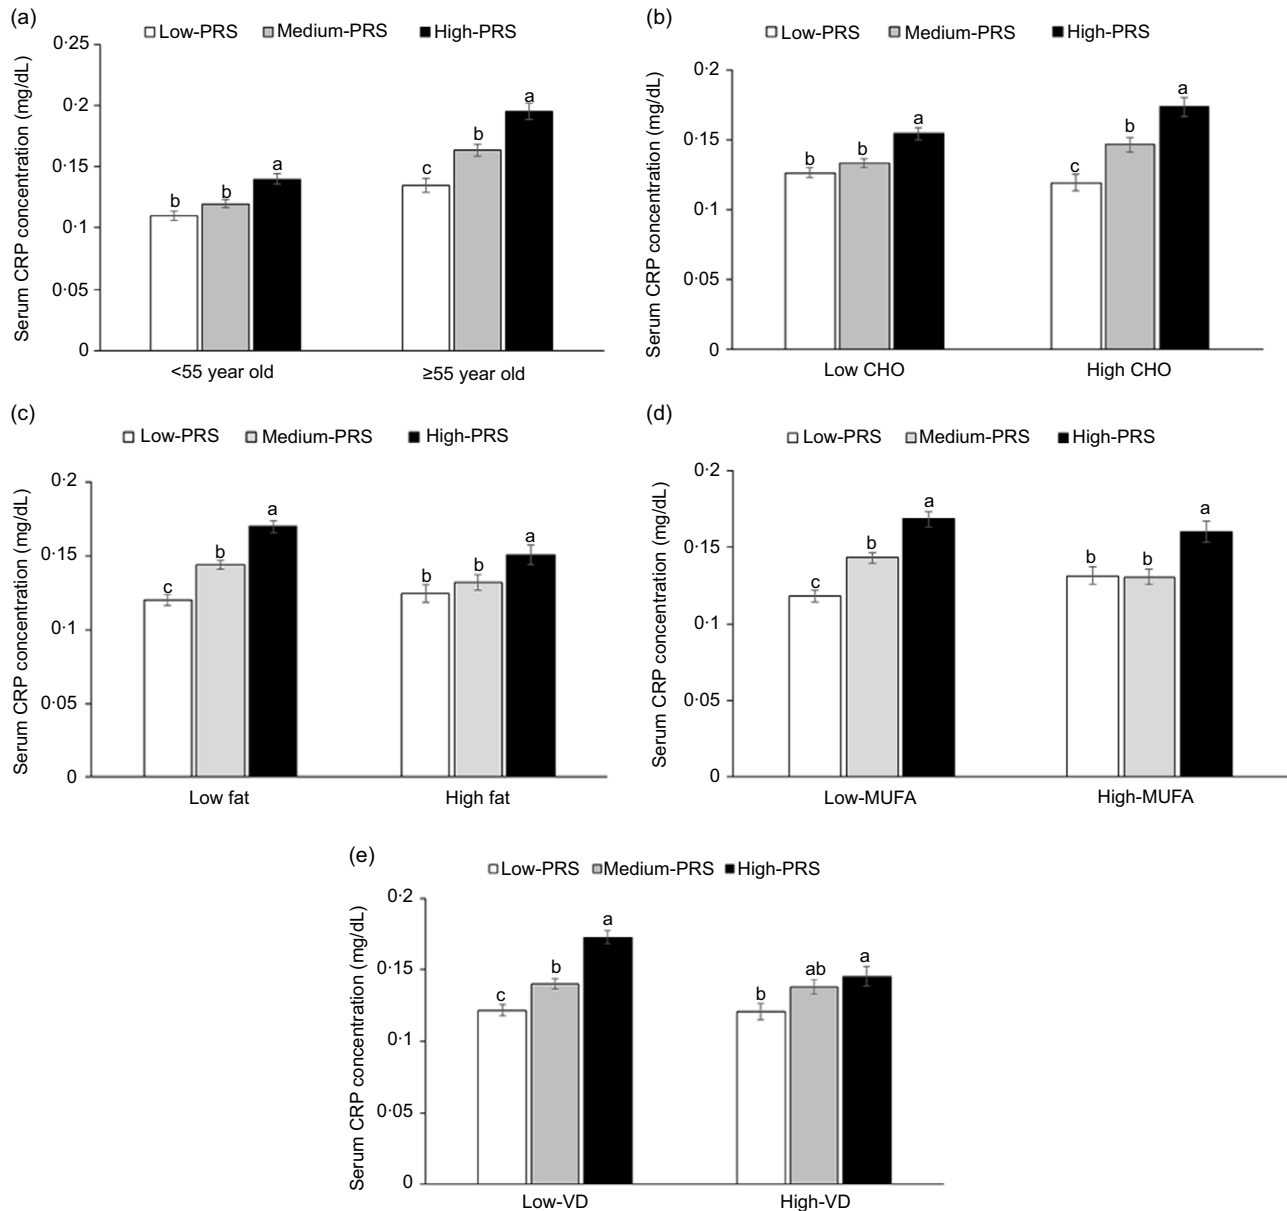 (a)
Low-PRS Medium-PRS High-PRS
Serum CRP concentration (mg/dL)
0·25
0·2
0·15
0·1
0·05
0
b b a c b a
<55 year old ≥55 year old
(b)
Low-PRS Medium-PRS High-PRS
Serum CRP concentration (mg/dL)
0·2
0·15
0·1
0·05
0
b b a c b a
Low CHO High CHO
(c)
Low-PRS Medium-PRS High-PRS
Serum CRP concentration (mg/dL)
0·2
0·15
0·1
0·05
0
c b a b b a
Low fat High fat
(d)
Low-PRS Medium-PRS High-PRS
Serum CRP concentration (mg/dL)
0·2
0·15
0·1
0·05
0
c b a b b a
Low-MUFA High-MUFA
(e)
Low-PRS Medium-PRS High-PRS
Serum CRP concentration (mg/dL)
0·2
0·15
0·1
0·05
0
c b a b ab a
Low-VD High-VD